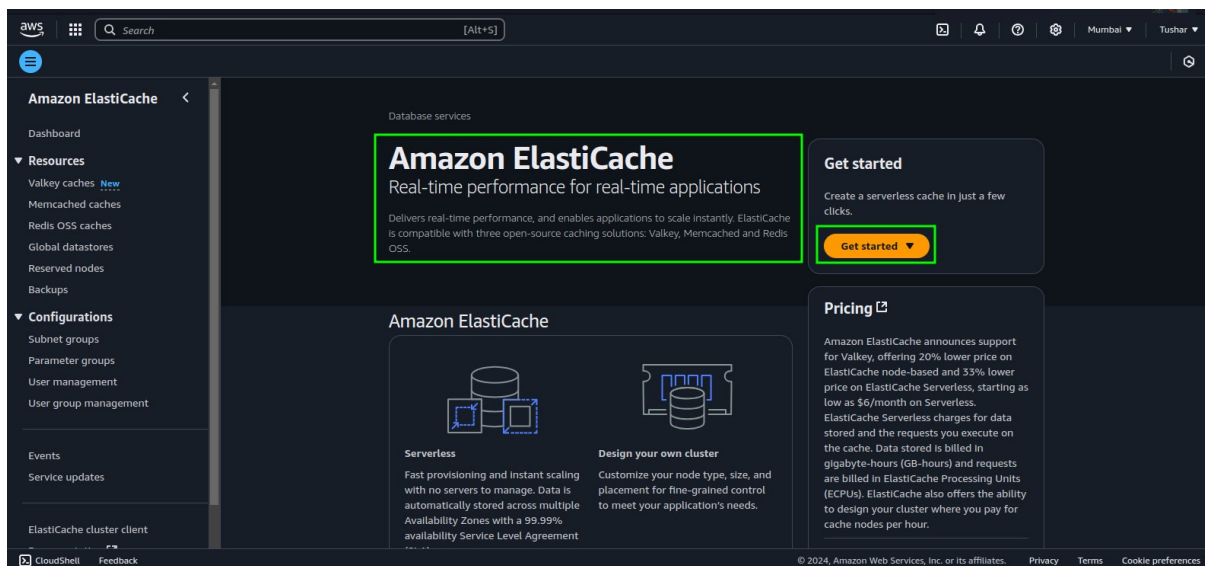 aws
Search
[Alt+S]
Mumbai ▼
Tushar ▼
Amazon ElastiCache
Dashboard
▼ Resources
Valkey caches New
Memcached caches
Redis OSS caches
Global datastores
Reserved nodes
Backups
▼ Configurations
Subnet groups
Parameter groups
User management
User group management
Events
Service updates
ElastiCache cluster client
Database services
Amazon ElastiCache
Real-time performance for real-time applications
Delivers real-time performance, and enables applications to scale instantly. ElastiCache
is compatible with three open-source caching solutions: Valkey, Memcached and Redis
OSS.
Get started
Create a serverless cache in just a few
clicks.
Get started ▼
Amazon ElastiCache
Serverless
Fast provisioning and instant scaling
with no servers to manage. Data is
automatically stored across multiple
Availability Zones with a 99.99%
availability Service Level Agreement
Design your own cluster
Customize your node type, size, and
placement for fine-grained control
to meet your application's needs.
Pricing
Amazon ElastiCache announces support
for Valkey, offering 20% lower price on
ElastiCache node-based and 33% lower
price on ElastiCache Serverless, starting as
low as $6/month on Serverless.
ElastiCache Serverless charges for data
stored and the requests you execute on
the cache. Data stored is billed in
gigabyte-hours (GB-hours) and requests
are billed in ElastiCache Processing Units
(ECPUs). ElastiCache also offers the ability
to design your cluster where you pay for
cache nodes per hour.
CloudShell
Feedback
© 2024, Amazon Web Services, Inc. or its affiliates.
Privacy
Terms
Cookie preferences